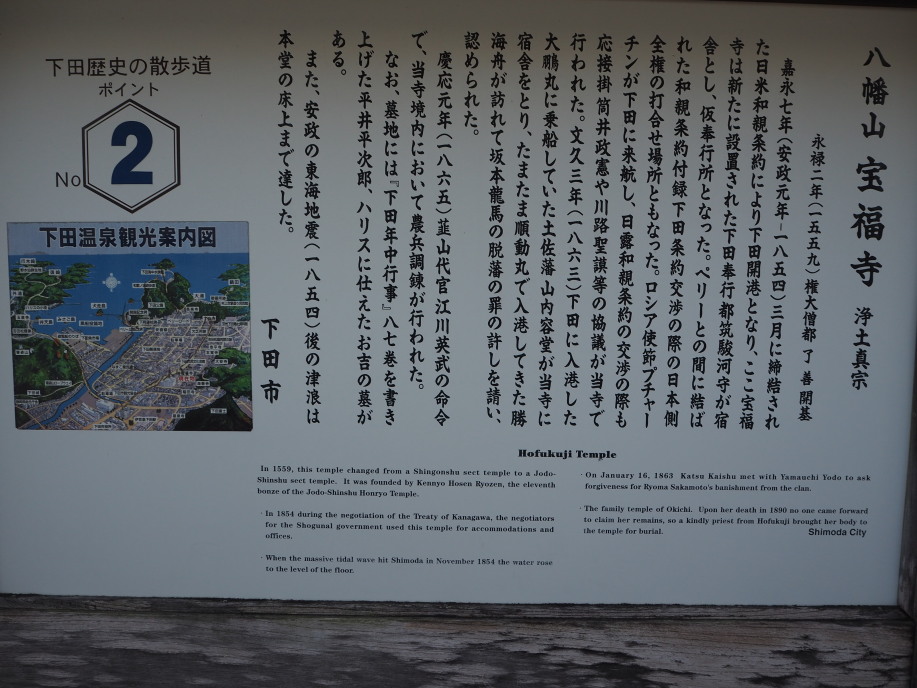 八幡山 宝福寺 浄土真宗
永禄二年(一五五九)権大僧都 了善開基
嘉永七年(安政元年-一八五四)三月に締結され
た日米和親条約により下田開港となり、ここ宝福
寺は新たに設置された下田奉行都筑駿河守が宿
舎とし、仮奉行所となった。ペリーとの間に結ば
れた和親条約付録下田条約交渉の際の日本側
全権の打合せ場所ともなった。ロシア使節プチャー
チンが下田に来航し、日露和親条約の交渉の際も
応接掛筒井政憲や川路聖謨等の協議が当寺で
行われた。文久三年(一八六三)下田に入港した
大鵬丸に乗船していた土佐藩山内容堂が当寺に
宿舎をとり、たまたま順動丸で入港してきた勝
海舟が訪れて坂本龍馬の脱藩の罪の許しを請い、
認められた。
慶応元年(一八六五)韮山代官江川英武の命令
で、当寺境内において農兵調錬が行われた。
なお、墓地には『下田年中行事』八七巻を書き
上げた平井平次郎、ハリスに仕えたお吉の墓が
ある。
また、安政の東海地震(一八五四)後の津浪は
本堂の床上まで達した。
下田市
下田歴史の散歩道
ポイント
No 2
下田温泉観光案内図
Hofukuji Temple
In 1559, this temple changed from a Shingonshu sect temple to a Jodo-
Shinshu sect temple. It was founded by Kennyo Hosen Ryozen, the eleventh
bonze of the Jodo-Shinshu Honryo Temple.
· In 1854 during the negotiation of the Treaty of Kanagawa, the negotiators
for the Shogunal government used this temple for accommodations and
offices.
· When the massive tidal wave hit Shimoda in November 1854 the water rose
to the level of the floor.
· On January 16, 1863 Katsu Kaishu met with Yamauchi Yodo to ask
forgiveness for Ryoma Sakamoto's banishment from the clan.
· The family temple of Okichi. Upon her death in 1890 no one came forward
to claim her remains, so a kindly priest from Hofukuji brought her body to
the temple for burial.
Shimoda City